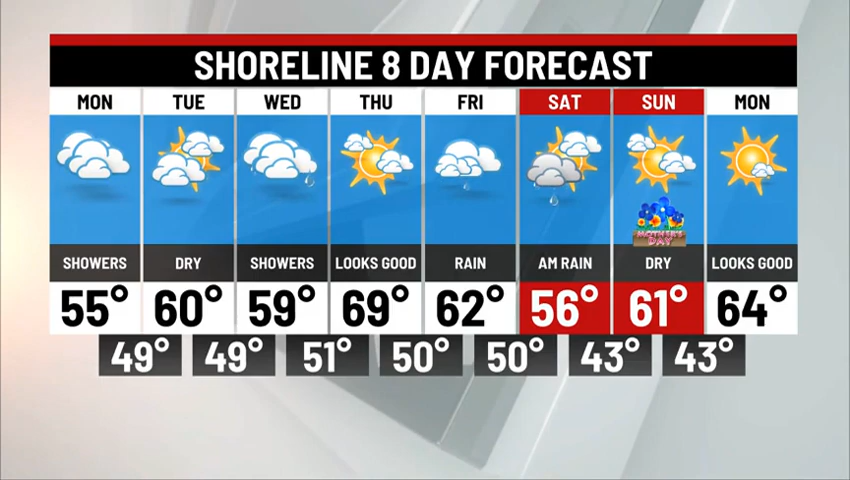 SHORELINE 8 DAY FORECAST
MON TUE WED THU FRI SAT SUN MON
MOTHER'S
DAY
SHOWERS DRY SHOWERS LOOKS GOOD RAIN AM RAIN DRY LOOKS GOOD
55° 60° 59° 69° 62° 56° 61° 64°
49° 49° 51° 50° 50° 43° 43°